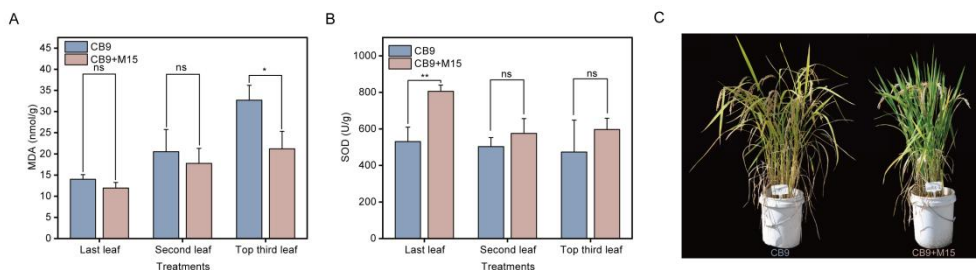 A
MDA (nmol/g)
45
40
35
30
25
20
15
10
5
0
CB9
CB9+M15
ns
ns
*
Last leaf
Second leaf
Top third leaf
Treatments
B
SOD (U/g)
1000
800
600
400
200
0
CB9
CB9+M15
**
ns
ns
Last leaf
Second leaf
Top third leaf
Treatments
C
CB9
CB9+M15